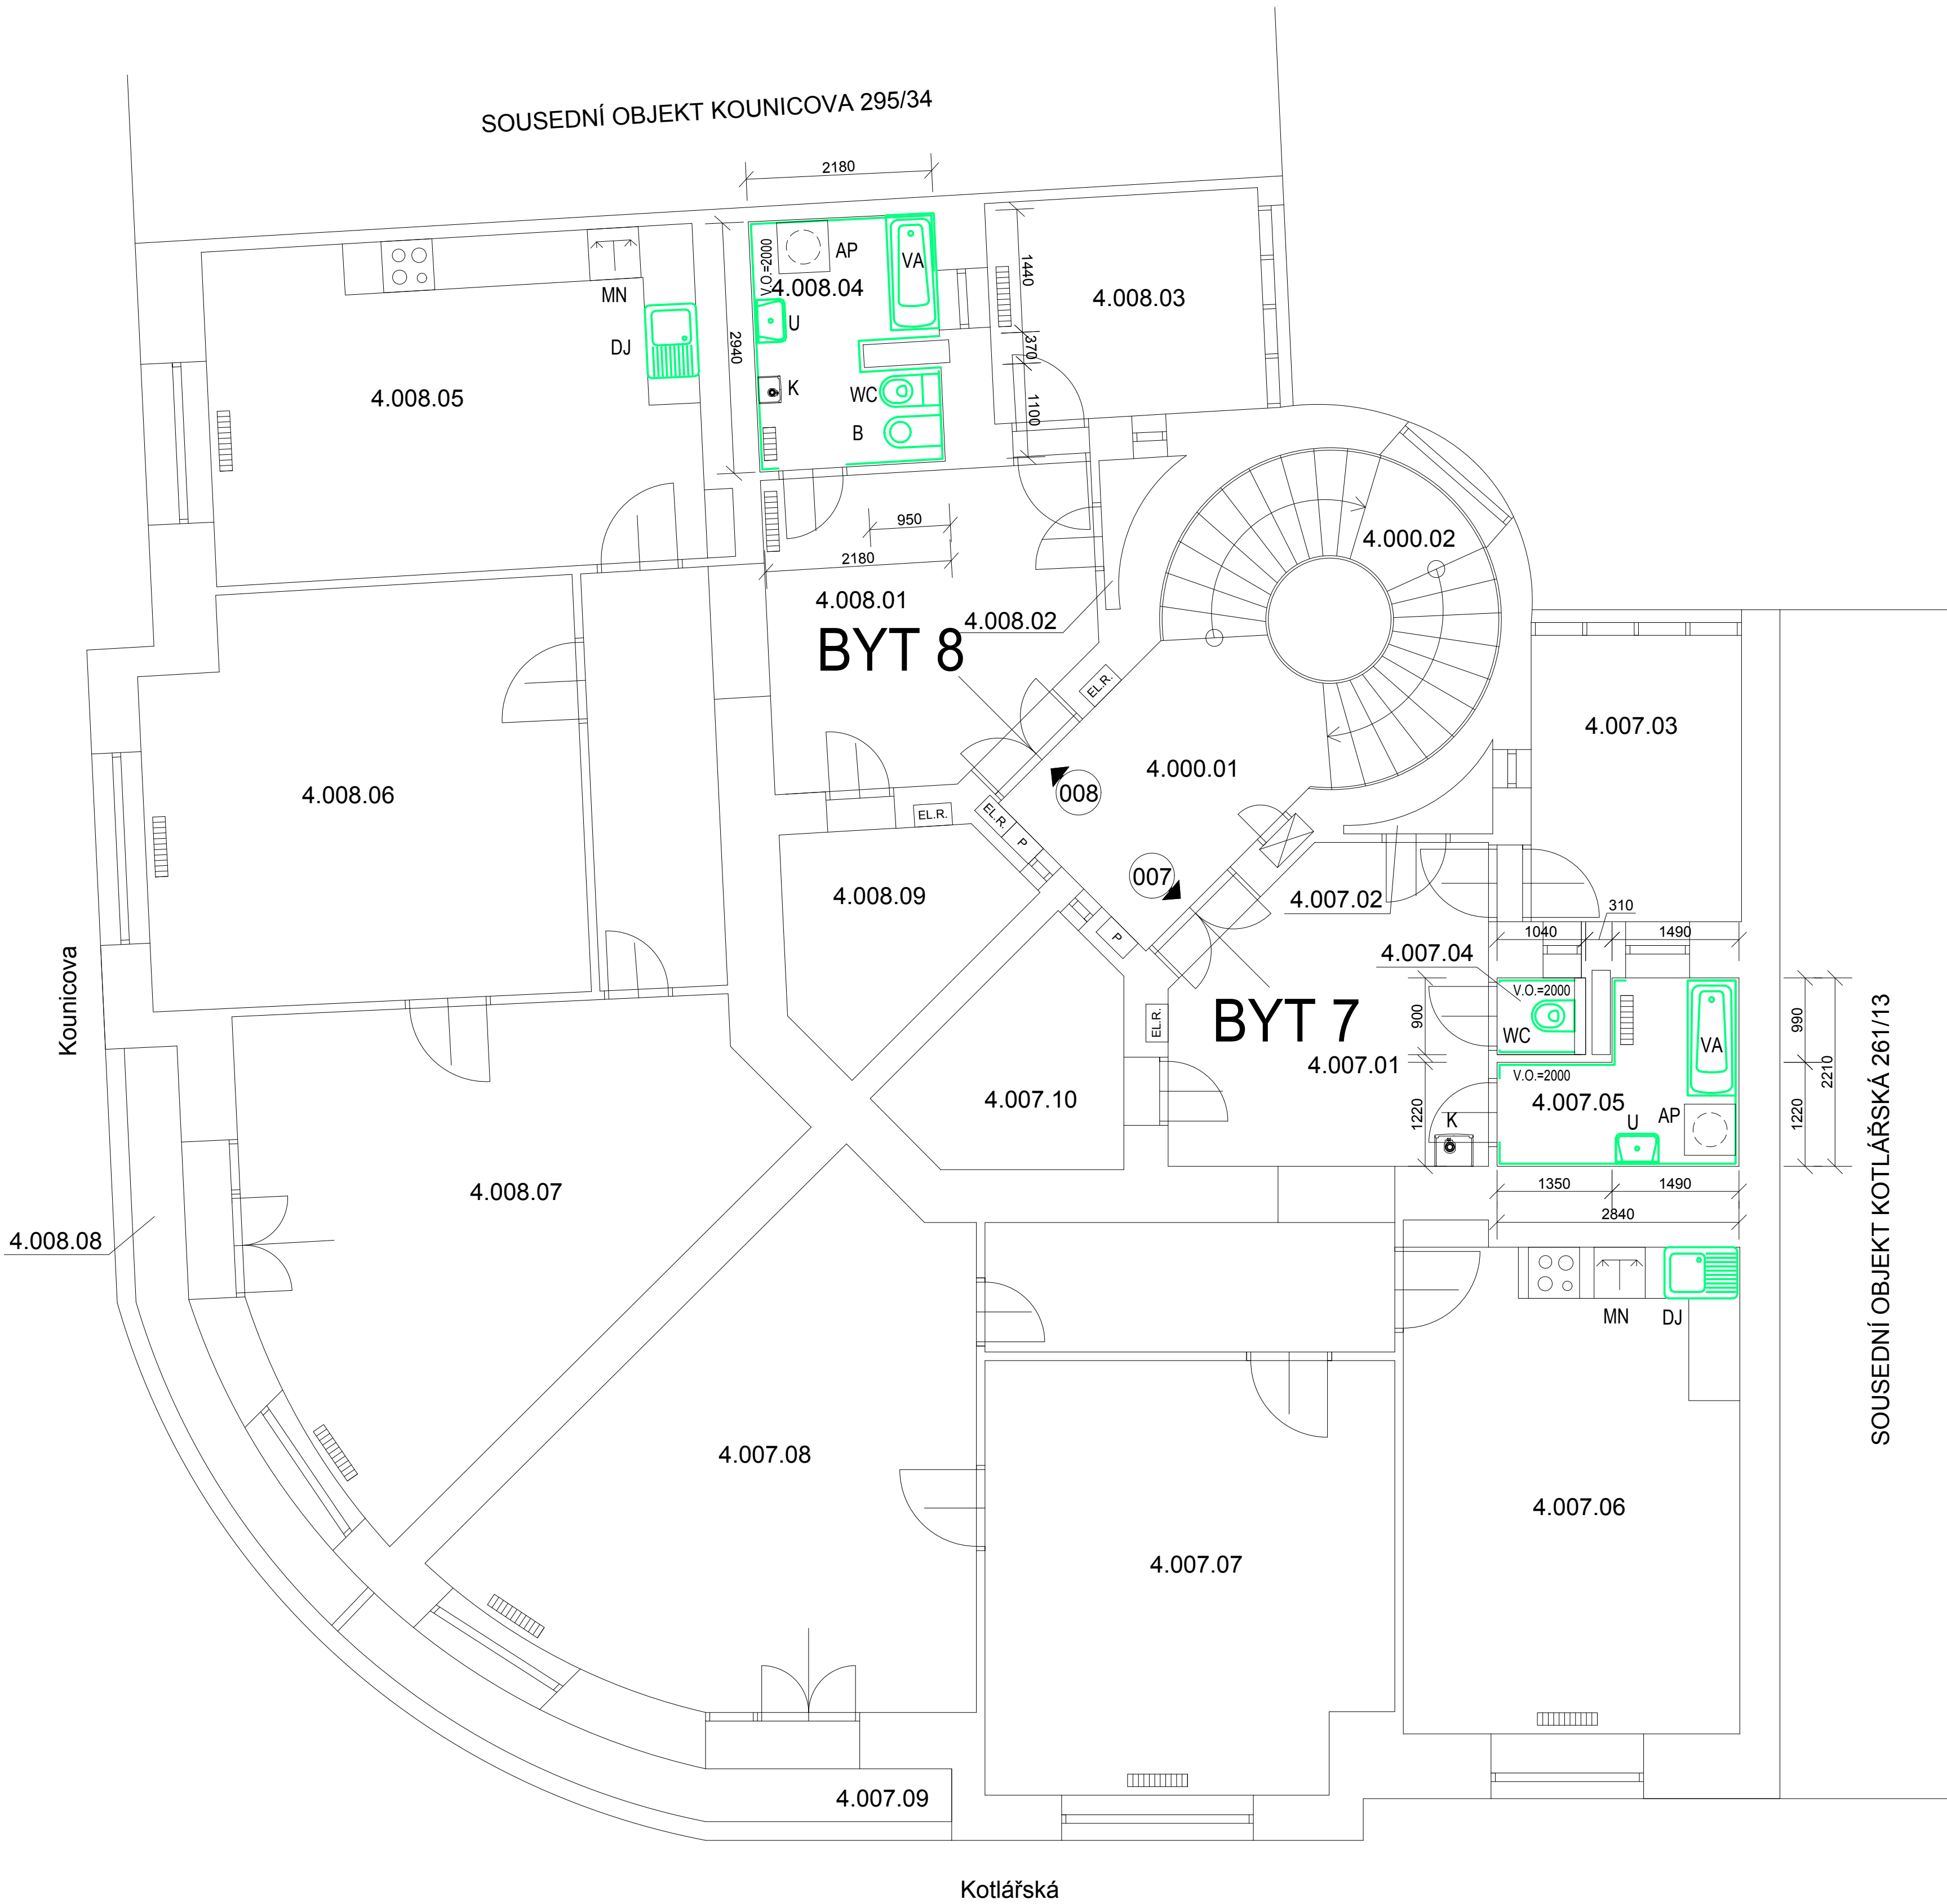 SOUSEDNÍ OBJEKT KOUNICOVA 295/34
2180
V.O.=2000
AP
VA
4.008.04
U
2940
K
WC
B
1440
370
1100
4.008.03
MN
DJ
4.008.05
950
2180
4.008.01
BYT 8
4.008.02
4.000.02
EL.R.
4.007.03
4.000.01
008
4.008.06
EL.R.
EL.R.
P
007
4.008.09
4.007.02
P
310
1040
1490
4.007.04
Kounicova
V.O.=2000
WC
900
990
2210
VA
EL.R.
BYT 7
4.007.01
V.O.=2000
4.007.05
4.007.10
K
U
AP
1220
1220
SOUSEDNÍ OBJEKT KOTLÁŘSKÁ 261/13
1350
1490
2840
4.008.07
4.008.08
MN
DJ
4.007.08
4.007.06
4.007.07
4.007.09
Kotlářská